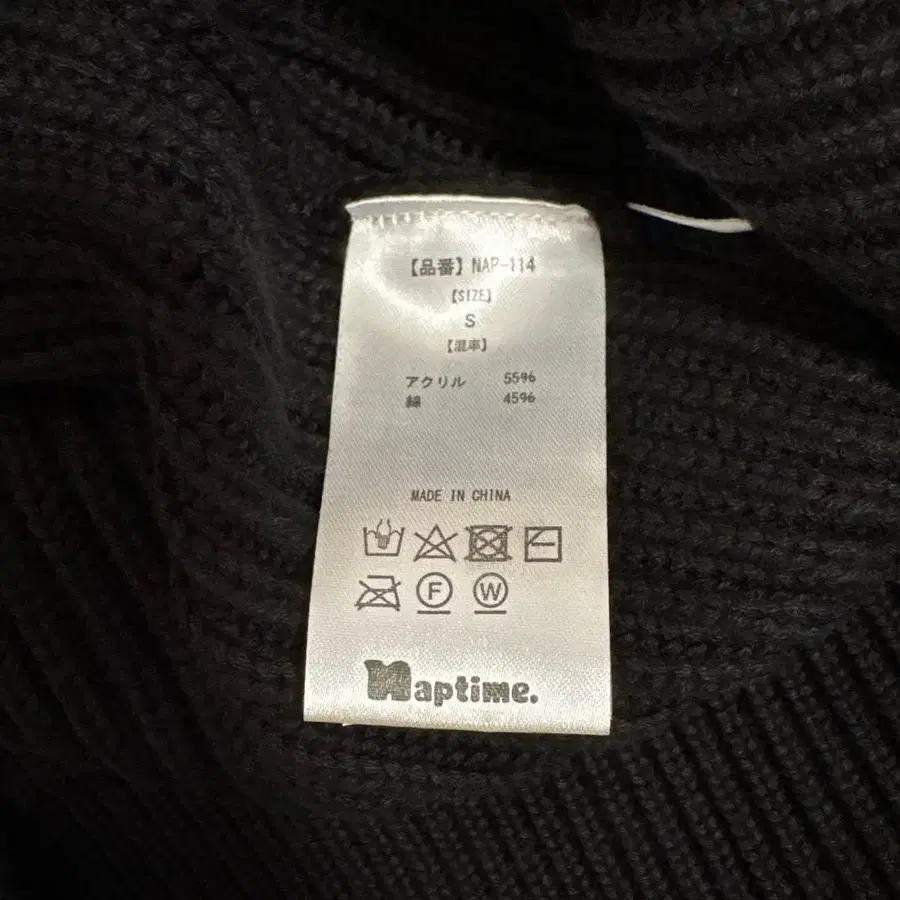 【品番】NAP-114
【SIZE】
S
【混率】
アクリル 55%
綿 45%
MADE IN CHINA
F W
Naptime.